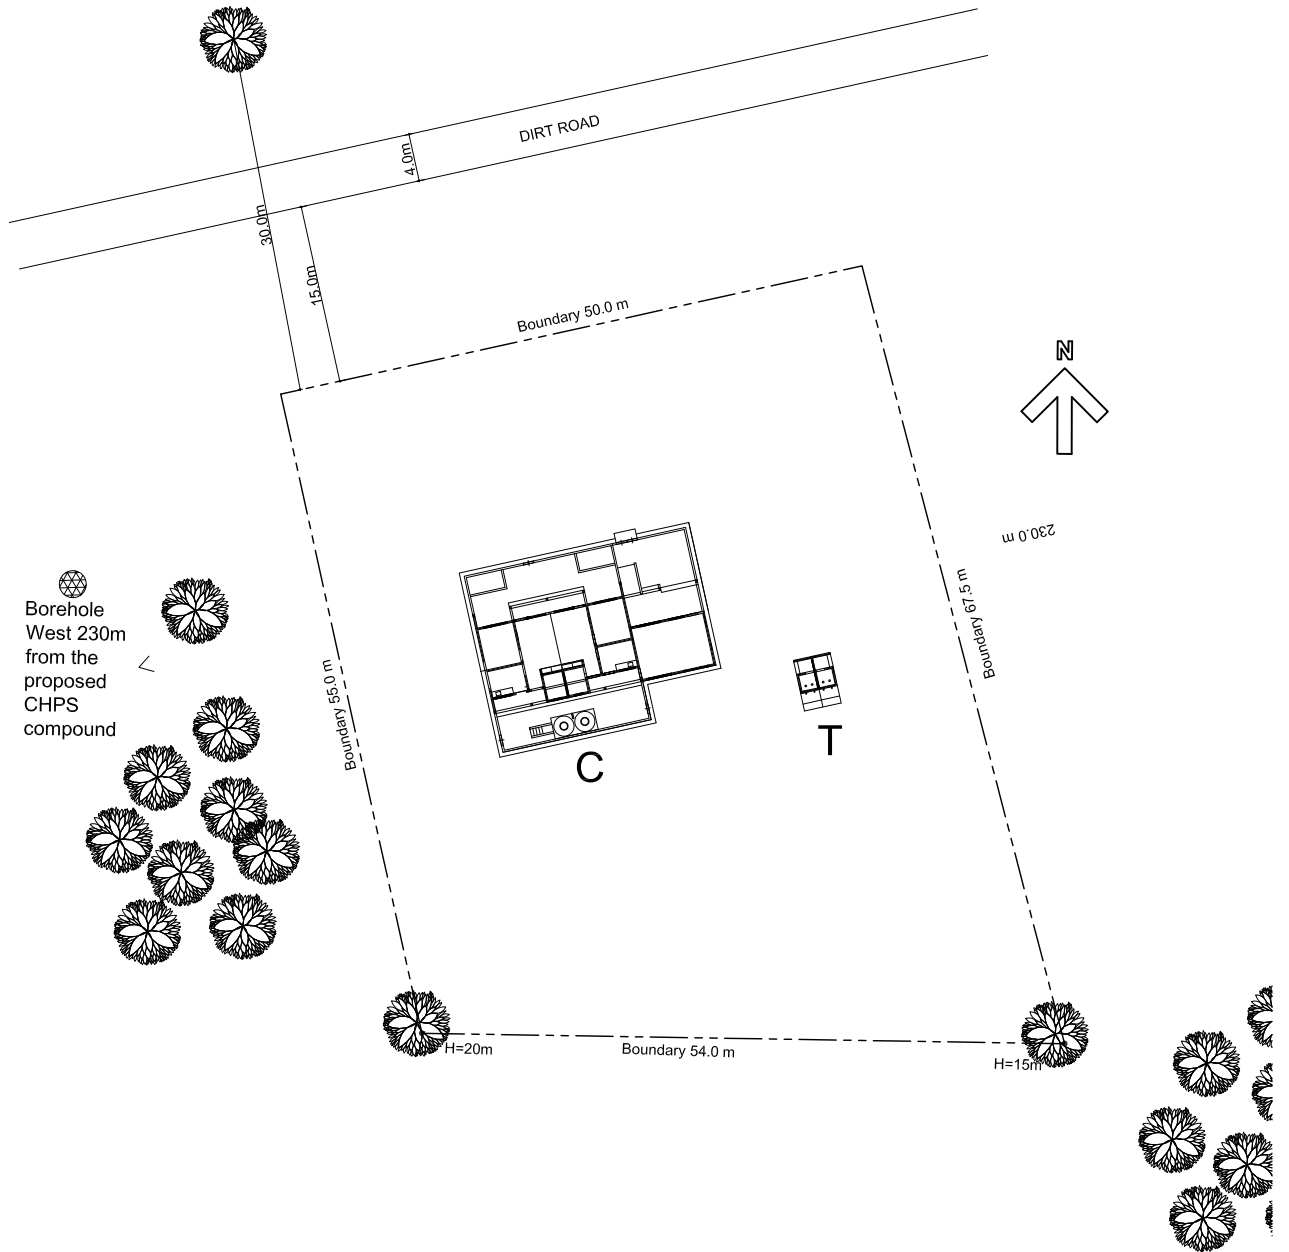 DIRT ROAD
4.0m
30.0m
15.0m
Boundary 50.0 m
N
230.0 m
Borehole
West 230m
from the
proposed
CHPS
compound
Boundary 55.0 m
Boundary 67.5 m
T
C
H=20m
Boundary 54.0 m
H=15m